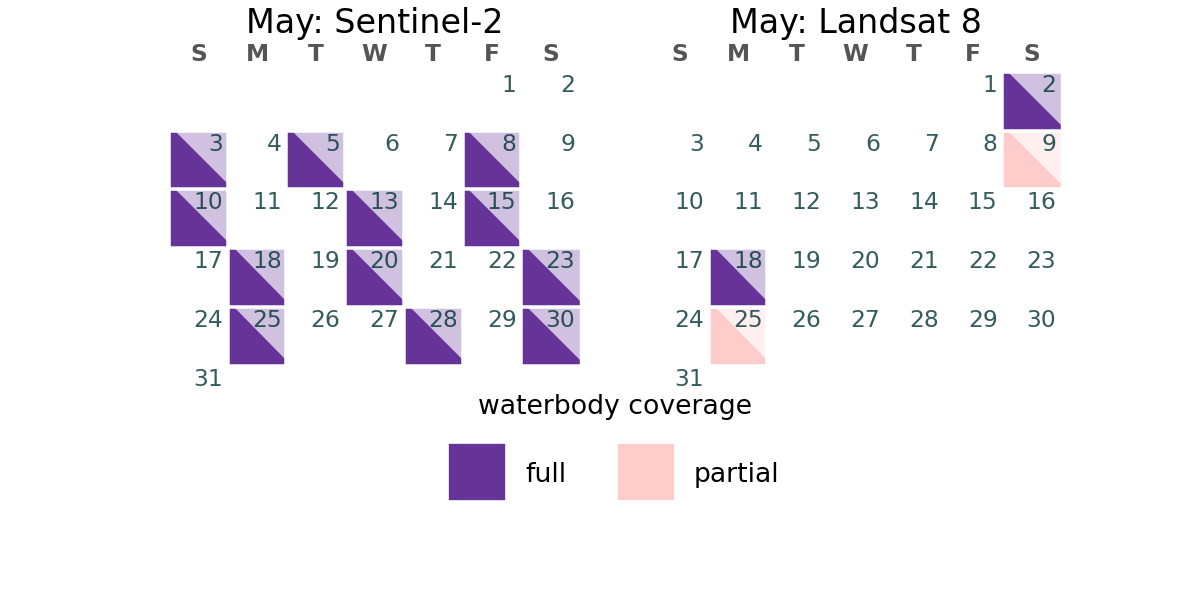 May: Sentinel-2
S M T W T F S
1 2
3 4 5 6 7 8 9
10 11 12 13 14 15 16
17 18 19 20 21 22 23
24 25 26 27 28 29 30
31
May: Landsat 8
S M T W T F S
1 2
3 4 5 6 7 8 9
10 11 12 13 14 15 16
17 18 19 20 21 22 23
24 25 26 27 28 29 30
31
waterbody coverage
full partial